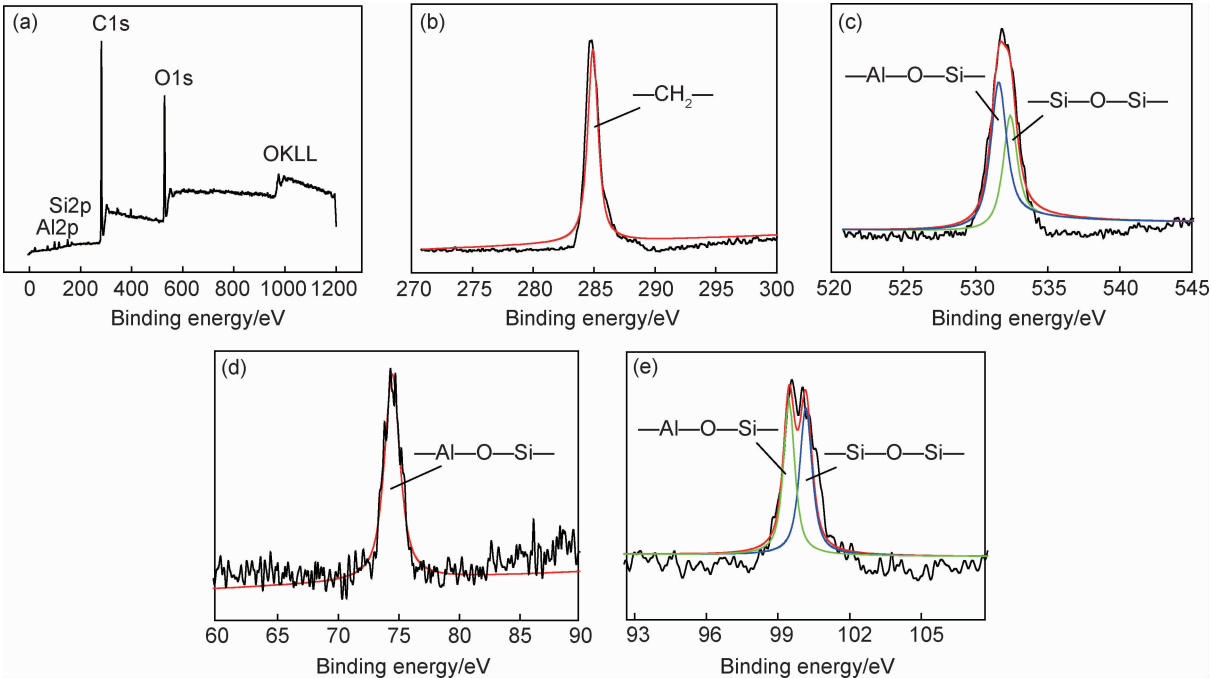 (a)
C1s
O1s
OKLL
Si2p
Al2p
0 200 400 600 800 1000 1200
Binding energy/eV
(b)
—CH₂—
270 275 280 285 290 295 300
Binding energy/eV
(c)
—Al—O—Si—
—Si—O—Si—
520 525 530 535 540 545
Binding energy/eV
(d)
—Al—O—Si—
60 65 70 75 80 85 90
Binding energy/eV
(e)
—Al—O—Si—
—Si—O—Si—
93 96 99 102 105
Binding energy/eV